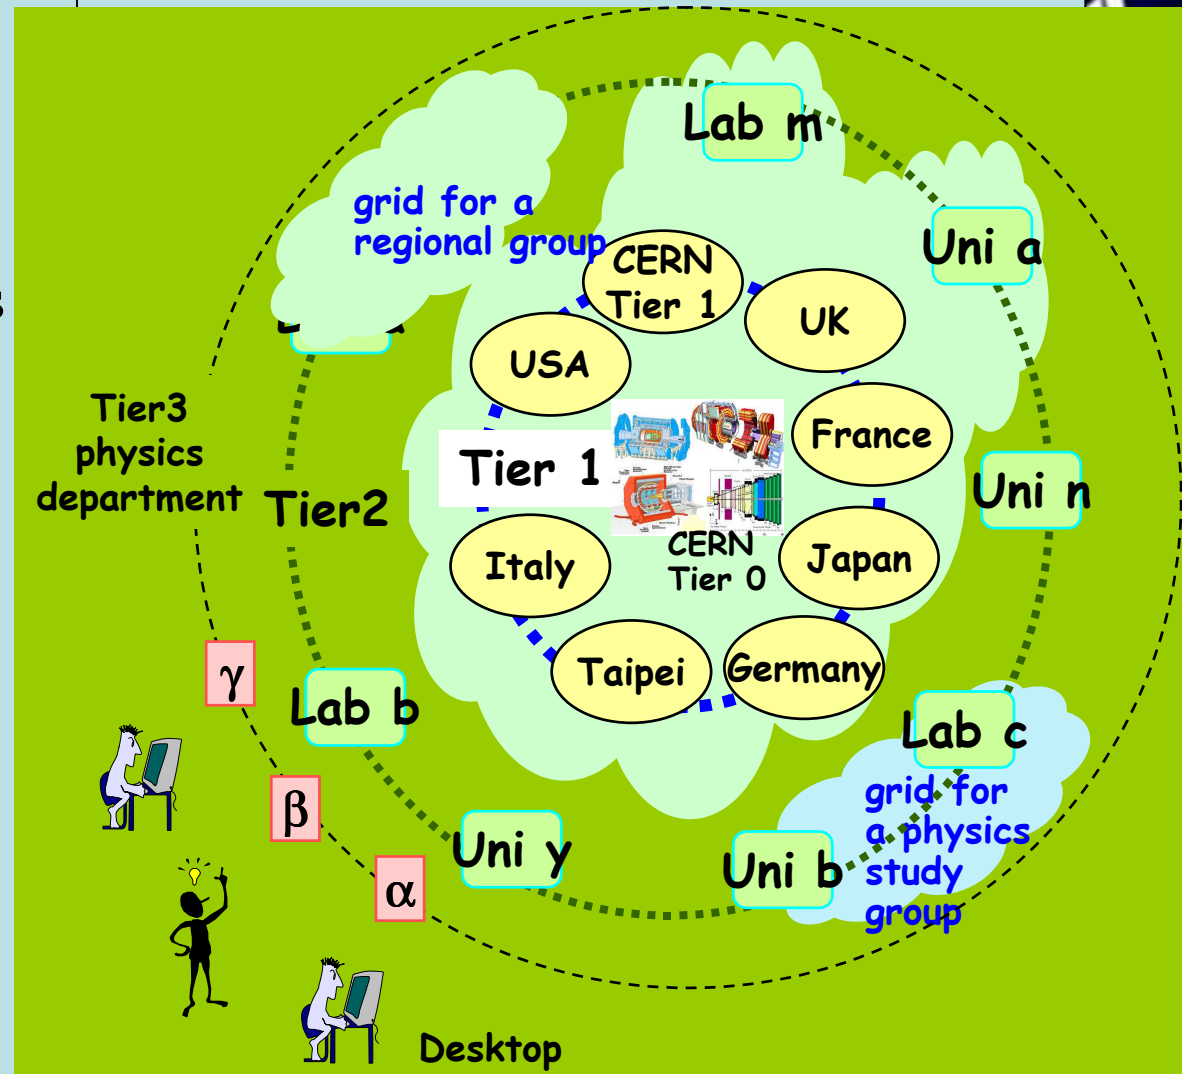 Lab m
grid for a
regional group
Uni a
CERN
Tier 1
UK
USA
France
Tier3
physics
department
Tier 1
Tier2
Uni n
CERN
Tier 0
Japan
Italy
Taipei
Germany
γ
Lab b
Lab c
grid for
a physics
study
group
β
Uni y
Uni b
α
Desktop